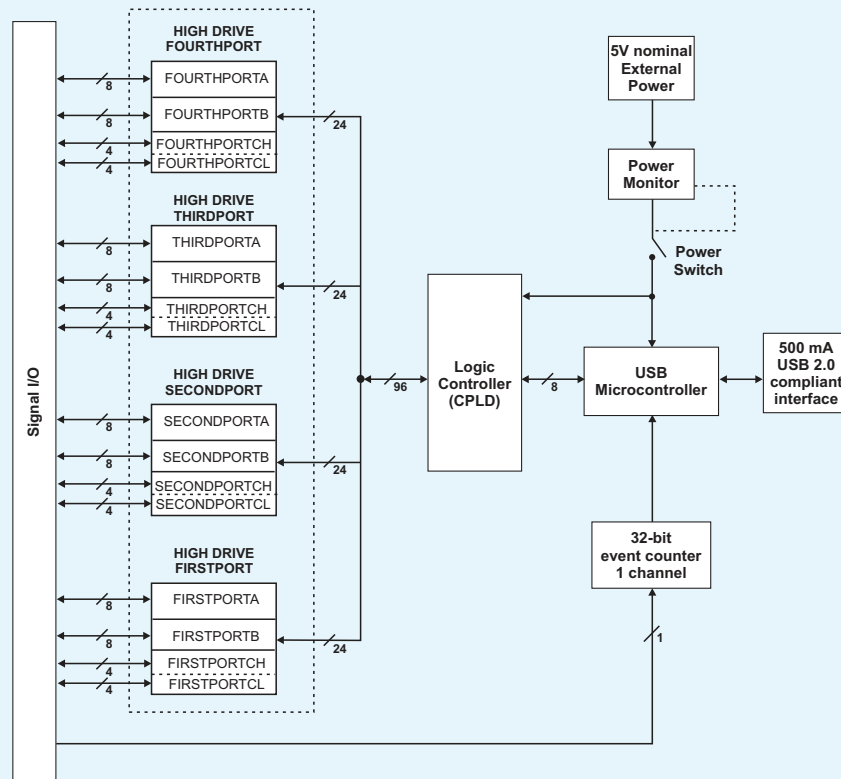 HIGH DRIVE
FOURTHPORT
FOURTHPORTA
8
FOURTHPORTB
8
24
FOURTHPORTCH
4
FOURTHPORTCL
4
HIGH DRIVE
THIRDPORT
THIRDPORTA
8
THIRDPORTB
8
24
THIRDPORTCH
4
THIRDPORTCL
4
HIGH DRIVE
SECONDPORT
SECONDPORTA
8
SECONDPORTB
8
24
SECONDPORTCH
4
SECONDPORTCL
4
HIGH DRIVE
FIRSTPORT
FIRSTPORTA
8
FIRSTPORTB
8
24
FIRSTPORTCH
4
FIRSTPORTCL
4
Signal I/O
96
Logic
Controller
(CPLD)
8
5V nominal
External
Power
Power
Monitor
Power
Switch
USB
Microcontroller
500 mA
USB 2.0
compliant
interface
32-bit
event counter
1 channel
1